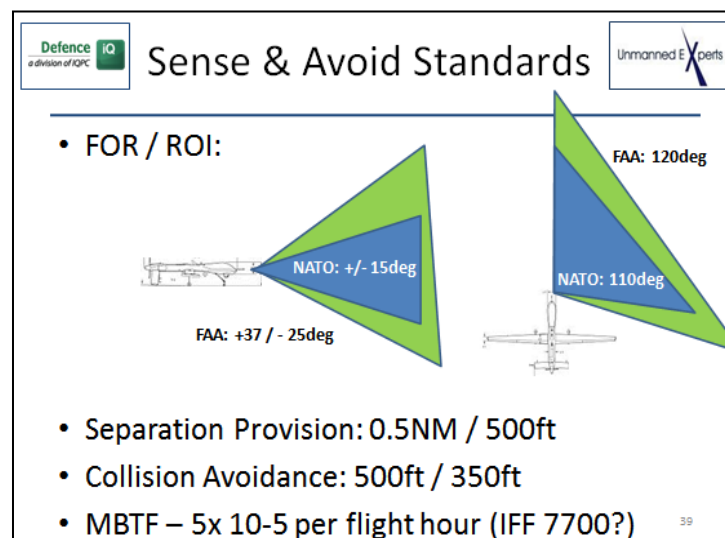 Defence iQ
a division of IQPC
Sense & Avoid Standards
Unmanned EXperts
• FOR / ROI:
FAA: 120deg
NATO: +/- 15deg
NATO: 110deg
FAA: +37 / - 25deg
• Separation Provision: 0.5NM / 500ft
• Collision Avoidance: 500ft / 350ft
• MBTF – 5x 10-5 per flight hour (IFF 7700?)
39